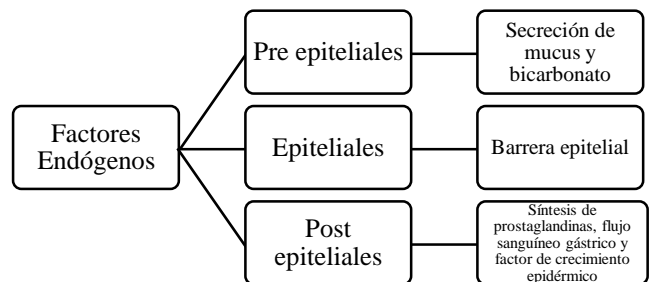 Factores
Endógenos
Pre epiteliales
Secreción de
mucus y
bicarbonato
Epiteliales
Barrera epitelial
Post
epiteliales
Síntesis de
prostaglandinas, flujo
sanguíneo gástrico y
factor de crecimiento
epidérmico